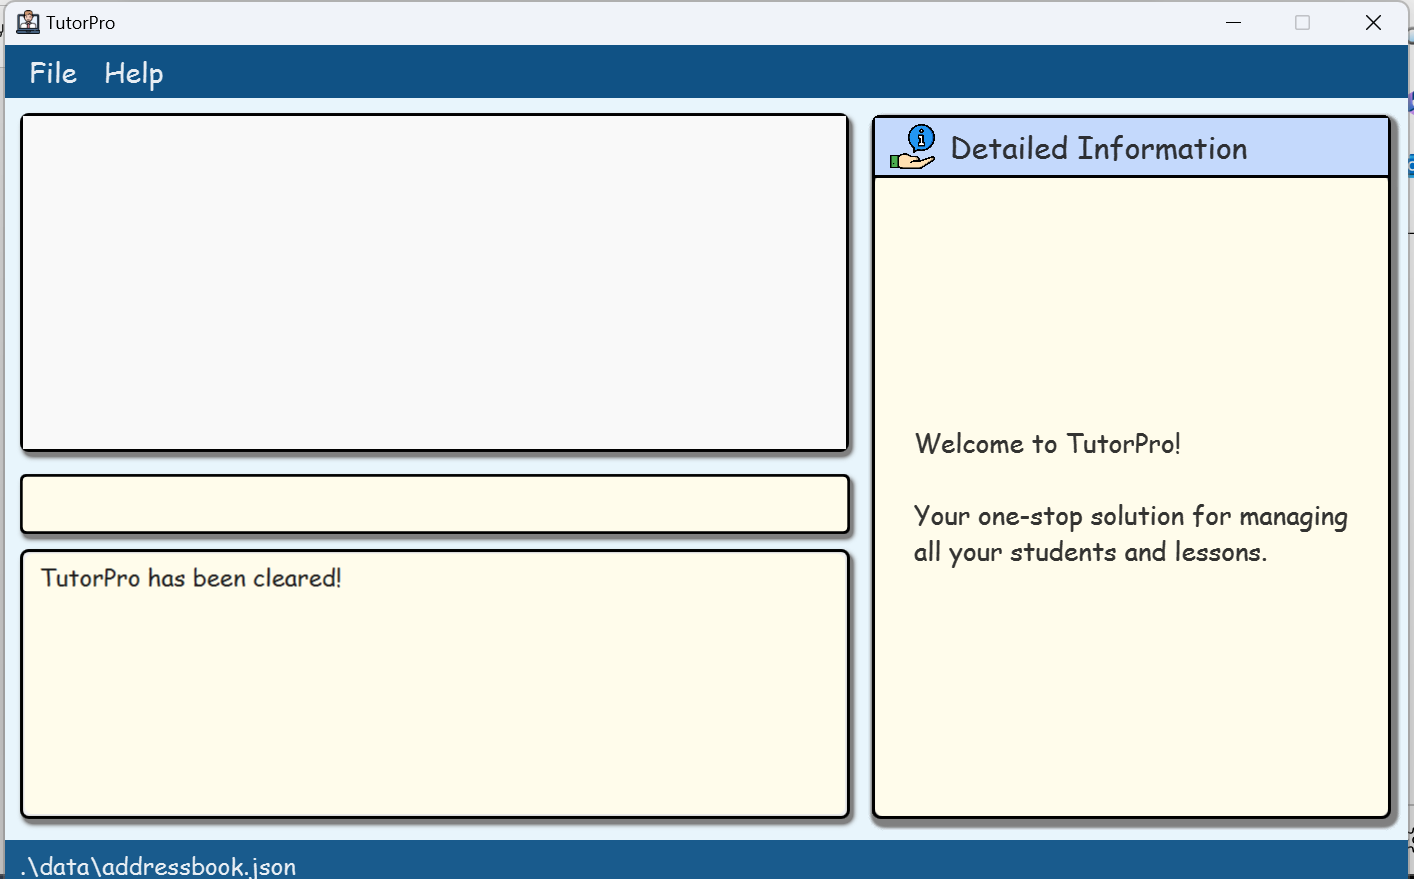 TutorPro
File Help
Detailed Information
Welcome to TutorPro!
Your one-stop solution for managing
all your students and lessons.
TutorPro has been cleared!
.\data\addressbook.json